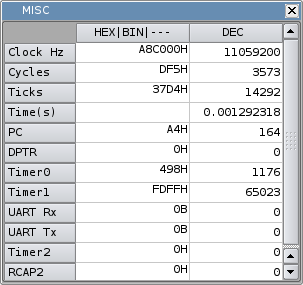 MISC
HEX|BIN|--- DEC
Clock Hz A8C000H 11059200
Cycles DF5H 3573
Ticks 37D4H 14292
Time(s) 0.001292318
PC A4H 164
DPTR 0H 0
Timer0 498H 1176
Timer1 FDFFH 65023
UART Rx 0B 0
UART Tx 0B 0
Timer2 0H 0
RCAP2 0H 0